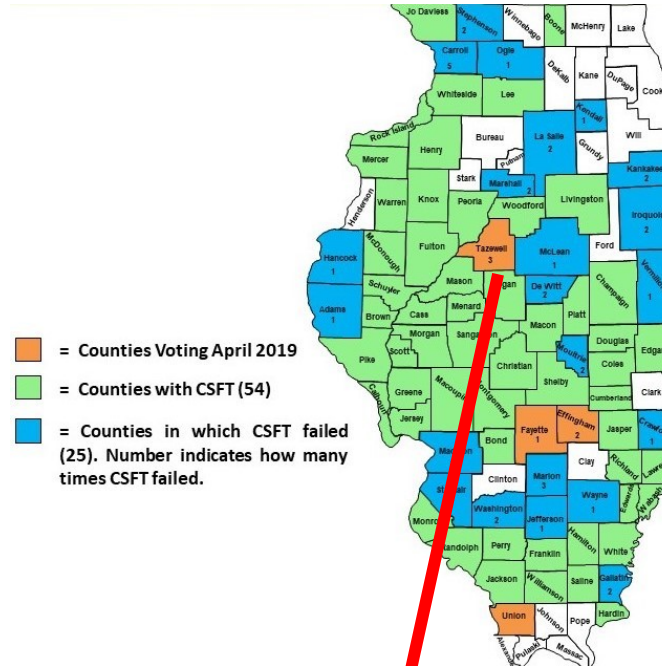 Jo Daviess
Stephenson
2
Winnebago
Boone
McHenry
Lake
Carroll
5
Ogle
1
DeKalb
Kane
DuPage
Cook
Whiteside
Lee
Kendall
1
Will
Rock Island
Henry
Bureau
La Salle
2
Grundy
Mercer
Putnam
Kankakee
2
Stark
Marshall
2
Henderson
Warren
Knox
Peoria
Woodford
Livingston
Iroquois
2
Fulton
Tazewell
3
McLean
1
Ford
Hancock
1
McDonough
Mason
De Witt
2
Champaign
Vermilion
1
Schuyler
Adams
1
Brown
Cass
Menard
Piatt
Macon
Morgan
Scott
Douglas
Edgar
Pike
Christian
Moultrie
2
Coles
= Counties Voting April 2019
= Counties with CSFT (54)
= Counties in which CSFT failed
(25). Number indicates how many
times CSFT failed.
Shelby
Greene
Macoupin
Cumberland
Clark
Calhoun
Jersey
Fayette
1
Effingham
2
Jasper
Crawford
1
Bond
Clay
Richland
Clinton
Marion
3
Wayne
1
Edwards
Wabash
Monroe
Washington
2
Jefferson
1
Randolph
Perry
Hamilton
White
Franklin
Jackson
Williamson
Saline
Gallatin
2
Hardin
Union
Johnson
Pope
Pulaski
Massac